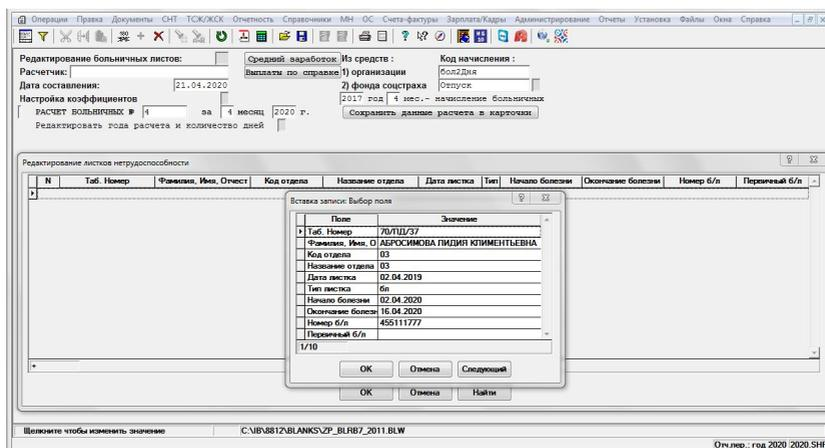 Операции Правка Документы СНТ ТСЖ/ЖСК Отчетность Справочники МН ОС Счета-фактуры Зарплата/Кадры Администрирование Отчеты Установка Файлы Окна Справка
Редактирование больничных листов: Средний заработок Из средств : Код начисления :
Расчетчик: Выплаты по справке 1) организации бол2Дня
Дата составления: 21.04.2020 2) фонда соцстраха Отпуск
Настройка коэффициентов 2017 год 4 мес.- начисление больничных
РАСЧЕТ БОЛЬНИЧНЫХ № 4 за 4 месяц 2020 г. Сохранить данные расчета в карточки
Редактировать года расчета и количество дней
Редактирование листков нетрудоспособности
N Таб. Номер Фамилия, Имя, Отчест Код отдела Название отдела Дата листка Тип Начало болезни Окончание болезни Номер б/л Первичный б/л
Вставка записи: Выбор поля
Поле Значение
Таб. Номер 70/ПД/37
Фамилия, Имя, О АБРОСИМОВА ЛИДИЯ КЛИМЕНТЬЕВНА
Код отдела 03
Название отдела 03
Дата листка 02.04.2019
Тип листка бл
Начало болезни 02.04.2020
Окончание болезн 16.04.2020
Номер б/л 455111777
Первичный б/л
1/10
OK Отмена Следующий
OK Отмена Найти
Щелкните чтобы изменить значение C:\IB\8812\BLANKS\ZP_BLRB7_2011.BLW
Отч.пер.: год 2020 2020.SHF